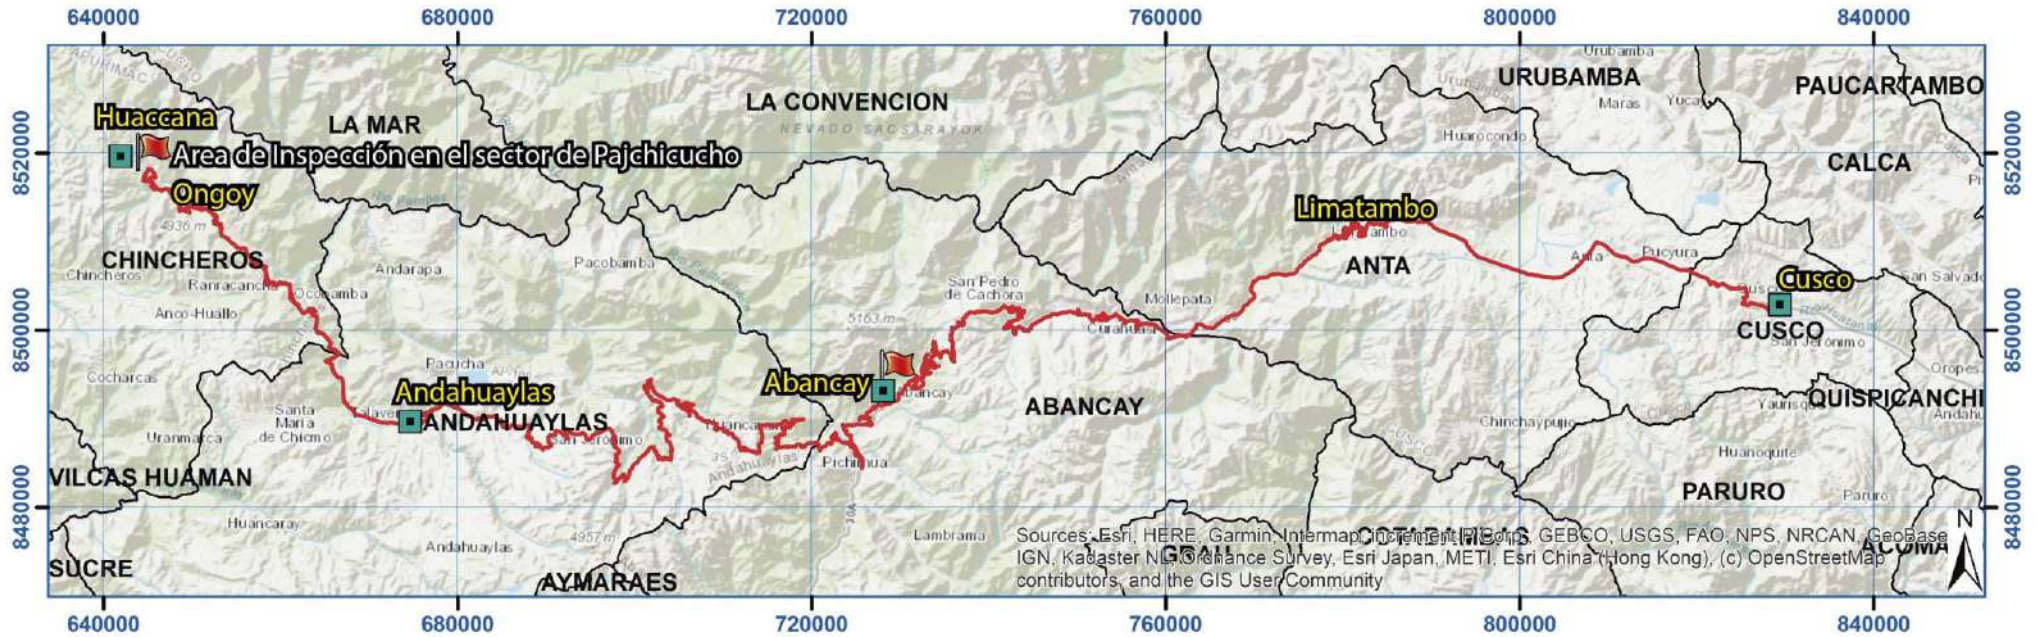 640000 680000 720000 760000 800000 840000
Urubamba
APURIMAC
URUBAMBA
PAUCARTAMBO
LA CONVENCION
Maras
Huaccana
LA MAR
NEVADO SACSARAYOK
Huarocondo
8520000
8520000
Area de Inspección en el sector de Pajchicucho
CALCA
Ongoy
Limatambo
4936 m
CHINCHEROS
Pucyura
Anta
Chincheros
Andarapa
Pacobamba
ANTA
Ranracancha
San Pedro
de Cachora
Cusco
Ocobamba
Mollepata
Anco-Huallo
5163 m
8500000
8500000
Curahuasi
CUSCO
San Jerónimo
Pacucha
Cocharcas
Abancay
Andahuaylas
Abancay
QUISPICANCHI
ABANCAY
Santa
Maria
de Chicmo
ANDAHUAYLAS
Chinchaypujio
Uranmarca
San Jerónimo
Huanoquite
Andahuaylas
Pichirhua
VILCAS HUAMAN
PARURO
Paruro
8480000
8480000
Huancaray
Lambrama
4957 m
Andahuaylas
Sources: Esri, HERE, Garmin, Intermap, increment P Corp., GEBCO, USGS, FAO, NPS, NRCAN, GeoBase
IGN, Kadaster NL, Ordnance Survey, Esri Japan, METI, Esri China (Hong Kong), (c) OpenStreetMap
contributors, and the GIS User Community
N
ACOMA
SUCRE
AYMARAES
640000 680000 720000 760000 800000 840000